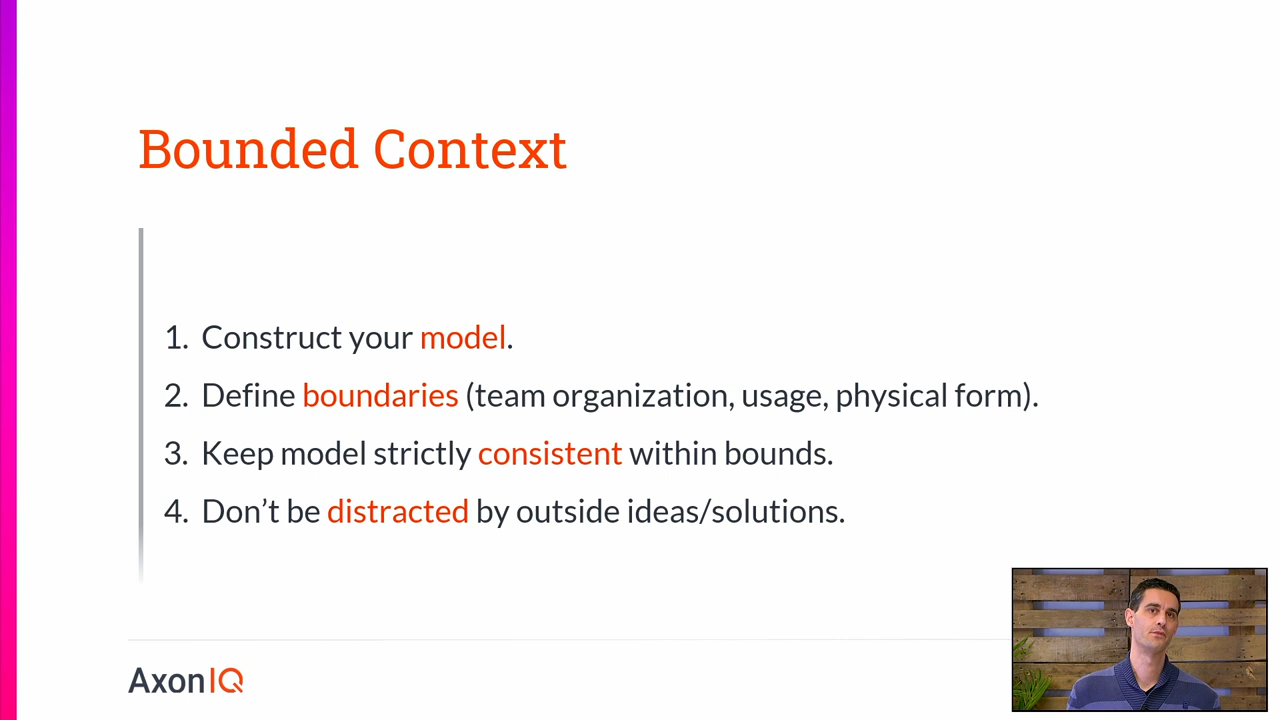 Bounded Context
1. Construct your model.
2. Define boundaries (team organization, usage, physical form).
3. Keep model strictly consistent within bounds.
4. Don’t be distracted by outside ideas/solutions.
AxonIQ